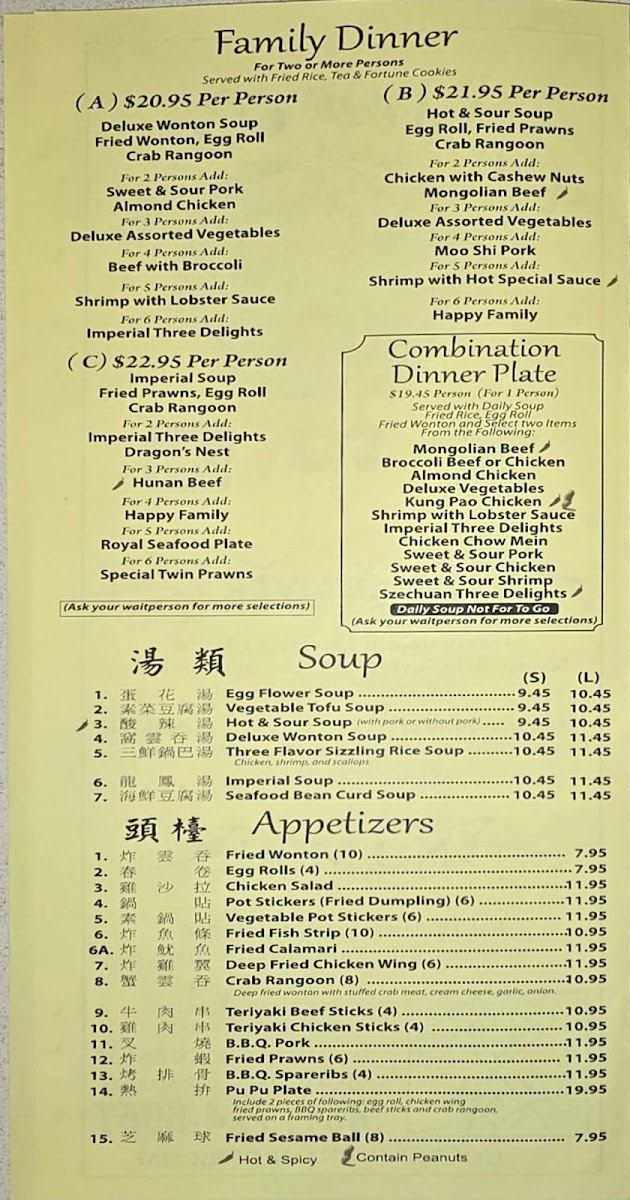 Family Dinner
For Two or More Persons
Served with Fried Rice, Tea & Fortune Cookies
(A) $20.95 Per Person
Deluxe Wonton Soup
Fried Wonton, Egg Roll
Crab Rangoon
For 2 Persons Add:
Sweet & Sour Pork
Almond Chicken
For 3 Persons Add:
Deluxe Assorted Vegetables
For 4 Persons Add:
Beef with Broccoli
For 5 Persons Add:
Shrimp with Lobster Sauce
For 6 Persons Add:
Imperial Three Delights
(B) $21.95 Per Person
Hot & Sour Soup
Egg Roll, Fried Prawns
Crab Rangoon
For 2 Persons Add:
Chicken with Cashew Nuts
Mongolian Beef
For 3 Persons Add:
Deluxe Assorted Vegetables
For 4 Persons Add:
Moo Shi Pork
For 5 Persons Add:
Shrimp with Hot Special Sauce
For 6 Persons Add:
Happy Family
(C) $22.95 Per Person
Imperial Soup
Fried Prawns, Egg Roll
Crab Rangoon
For 2 Persons Add:
Imperial Three Delights
Dragon's Nest
For 3 Persons Add:
Hunan Beef
For 4 Persons Add:
Happy Family
For 5 Persons Add:
Royal Seafood Plate
For 6 Persons Add:
Special Twin Prawns
(Ask your waitperson for more selections)
Combination
Dinner Plate
$19.45 Person (For 1 Person)
Served with Daily Soup
Fried Rice, Egg Roll
Fried Wonton and Select two Items
From the Following:
Mongolian Beef
Broccoli Beef or Chicken
Almond Chicken
Deluxe Vegetables
Kung Pao Chicken
Shrimp with Lobster Sauce
Imperial Three Delights
Chicken Chow Mein
Sweet & Sour Pork
Sweet & Sour Chicken
Sweet & Sour Shrimp
Szechuan Three Delights
Daily Soup Not For To Go
(Ask your waitperson for more selections)
湯類 Soup
(S) (L)
1. 蛋花湯 Egg Flower Soup 9.45 10.45
2. 素菜豆腐湯 Vegetable Tofu Soup 9.45 10.45
3. 酸辣湯 Hot & Sour Soup (with pork or without pork) 9.45 10.45
4. 窩雲吞湯 Deluxe Wonton Soup 10.45 11.45
5. 三鮮鍋巴湯 Three Flavor Sizzling Rice Soup 10.45 11.45
Chicken, shrimp, and scallops
6. 龍鳳湯 Imperial Soup 10.45 11.45
7. 海鮮豆腐湯 Seafood Bean Curd Soup 10.45 11.45
頭檯 Appetizers
1. 炸雲吞 Fried Wonton (10) 7.95
2. 春卷 Egg Rolls (4) 7.95
3. 雞沙拉 Chicken Salad 11.95
4. 鍋貼 Pot Stickers (Fried Dumpling) (6) 11.95
5. 素鍋貼 Vegetable Pot Stickers (6) 11.95
6. 炸魚條 Fried Fish Strip (10) 10.95
6A. 炸魷魚 Fried Calamari 11.95
7. 炸雞翼 Deep Fried Chicken Wing (6) 11.95
8. 蟹雲吞 Crab Rangoon (8) 10.95
Deep fried wonton with stuffed crab meat, cream cheese, garlic, onion.
9. 牛肉串 Teriyaki Beef Sticks (4) 10.95
10. 雞肉串 Teriyaki Chicken Sticks (4) 10.95
11. 叉燒 B.B.Q. Pork 11.95
12. 炸蝦 Fried Prawns (6) 11.95
13. 烤排骨 B.B.Q. Spareribs (4) 11.95
14. 熱拚 Pu Pu Plate 19.95
Include 2 pieces of following: egg roll, chicken wing
fried prawns, BBQ spareribs, beef sticks and crab rangoon,
served on a framing tray.
15. 芝麻球 Fried Sesame Ball (8) 7.95
Hot & Spicy Contain Peanuts